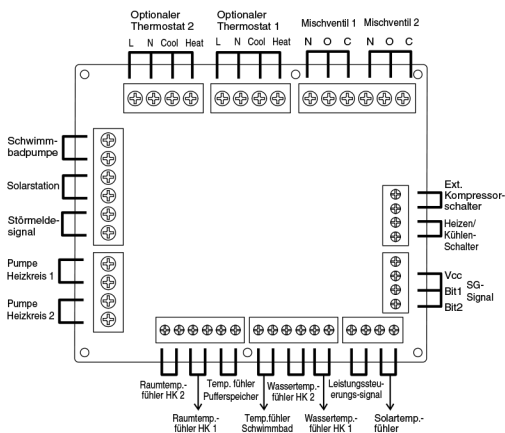 Optionaler
Thermostat 2
Optionaler
Thermostat 1
Mischventil 1
Mischventil 2
L N Cool Heat
L N Cool Heat
N O C
N O C
Schwimm-
badpumpe
Solarstation
Störmelde-
signal
Pumpe
Heizkreis 1
Pumpe
Heizkreis 2
Ext.
Kompressor-
schalter
Heizen/
Kühlen-
Schalter
Vcc
Bit1
Bit2
SG-
Signal
Raumtemp.-
fühler HK 2
Temp. fühler
Pufferspeicher
Wassertemp.-
fühler HK 2
Leistungssteu-
erungs-signal
Raumtemp.-
fühler HK 1
Temp.fühler
Schwimmbad
Wassertemp.-
fühler HK 1
Solartemp.-
fühler